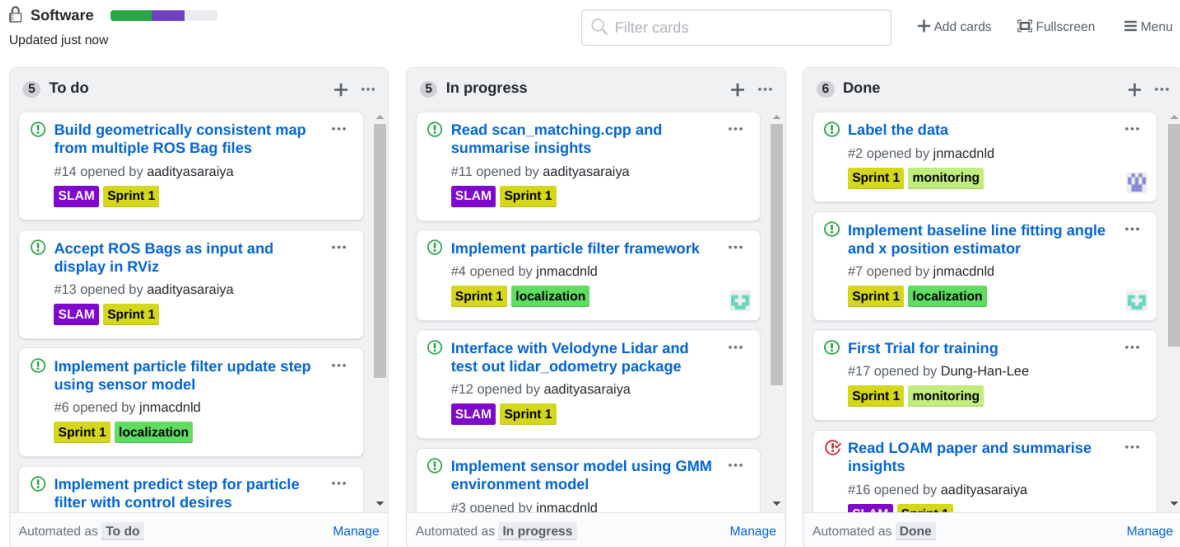 Software
Updated just now
Filter cards
Add cards
Fullscreen
Menu
5 To do
Build geometrically consistent map
from multiple ROS Bag files
#14 opened by aadityasaraiya
SLAM Sprint 1
Accept ROS Bags as input and
display in RViz
#13 opened by aadityasaraiya
SLAM Sprint 1
Implement particle filter update step
using sensor model
#6 opened by jnmacdnld
Sprint 1 localization
Implement predict step for particle
filter with control desires
Automated as To do
Manage
5 In progress
Read scan_matching.cpp and
summarise insights
#11 opened by aadityasaraiya
SLAM Sprint 1
Implement particle filter framework
#4 opened by jnmacdnld
Sprint 1 localization
Interface with Velodyne Lidar and
test out lidar_odometry package
#12 opened by aadityasaraiya
SLAM Sprint 1
Implement sensor model using GMM
environment model
#3 opened by jnmacdnld
Automated as In progress
Manage
6 Done
Label the data
#2 opened by jnmacdnld
Sprint 1 monitoring
Implement baseline line fitting angle
and x position estimator
#7 opened by jnmacdnld
Sprint 1 localization
First Trial for training
#17 opened by Dung-Han-Lee
Sprint 1 monitoring
Read LOAM paper and summarise
insights
#16 opened by aadityasaraiya
SLAM Sprint 1
Automated as Done
Manage